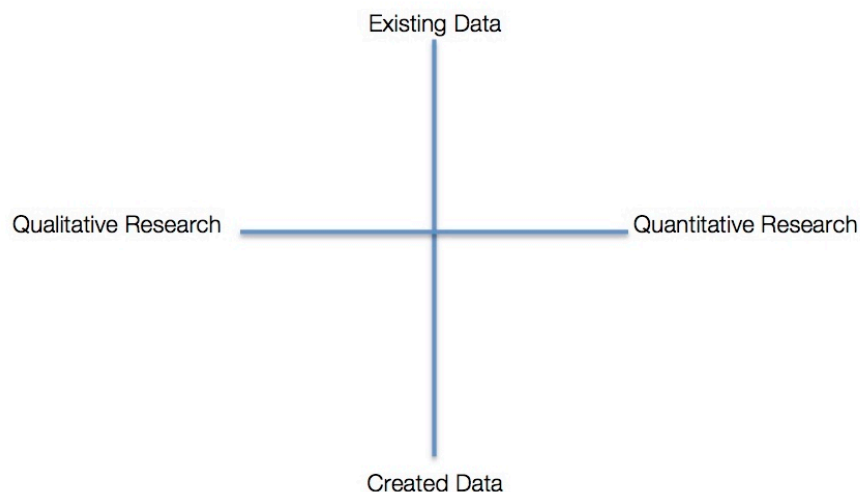 Existing Data
Qualitative Research
Quantitative Research
Created Data